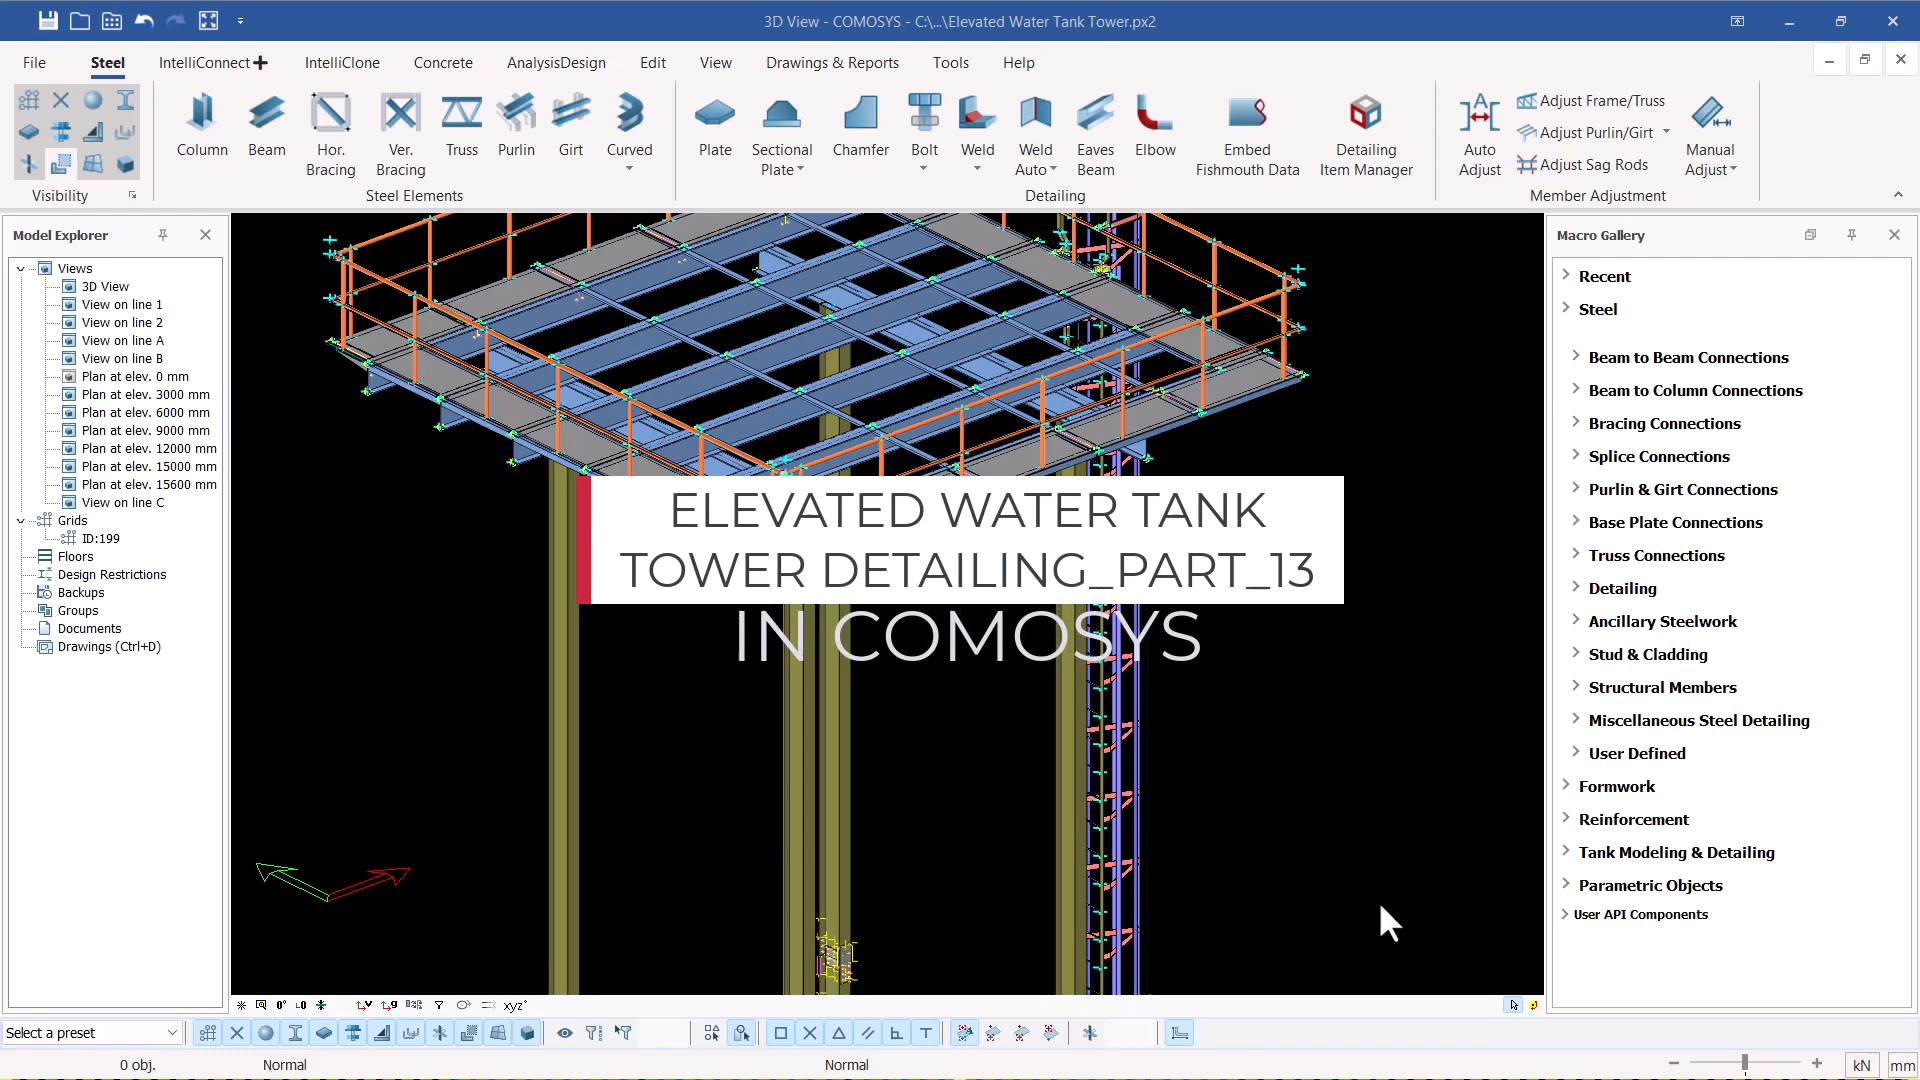 3D View - COMOSYS - C:\...\Elevated Water Tank Tower.px2
File Steel IntelliConnect IntelliClone Concrete AnalysisDesign Edit View Drawings & Reports Tools Help
Visibility
Column Beam Hor. Bracing Ver. Bracing Truss Purlin Girt Curved
Steel Elements
Plate Sectional Plate Chamfer Bolt Weld Weld Auto Eaves Beam Elbow Embed Fishmouth Data Detailing Item Manager
Detailing
Auto Adjust Adjust Frame/Truss
Adjust Purlin/Girt
Adjust Sag Rods
Manual Adjust
Member Adjustment
Model Explorer
Views
3D View
View on line 1
View on line 2
View on line A
View on line B
Plan at elev. 0 mm
Plan at elev. 3000 mm
Plan at elev. 6000 mm
Plan at elev. 9000 mm
Plan at elev. 12000 mm
Plan at elev. 15000 mm
Plan at elev. 15600 mm
View on line C
Grids
ID:199
Floors
Design Restrictions
Backups
Groups
Documents
Drawings (Ctrl+D)
ELEVATED WATER TANK
TOWER DETAILING_PART_13
IN COMOSYS
Macro Gallery
Recent
Steel
Beam to Beam Connections
Beam to Column Connections
Bracing Connections
Splice Connections
Purlin & Girt Connections
Base Plate Connections
Truss Connections
Detailing
Ancillary Steelwork
Stud & Cladding
Structural Members
Miscellaneous Steel Detailing
User Defined
Formwork
Reinforcement
Tank Modeling & Detailing
Parametric Objects
User API Components
xyz
Select a preset
0 obj. Normal Normal kN mm